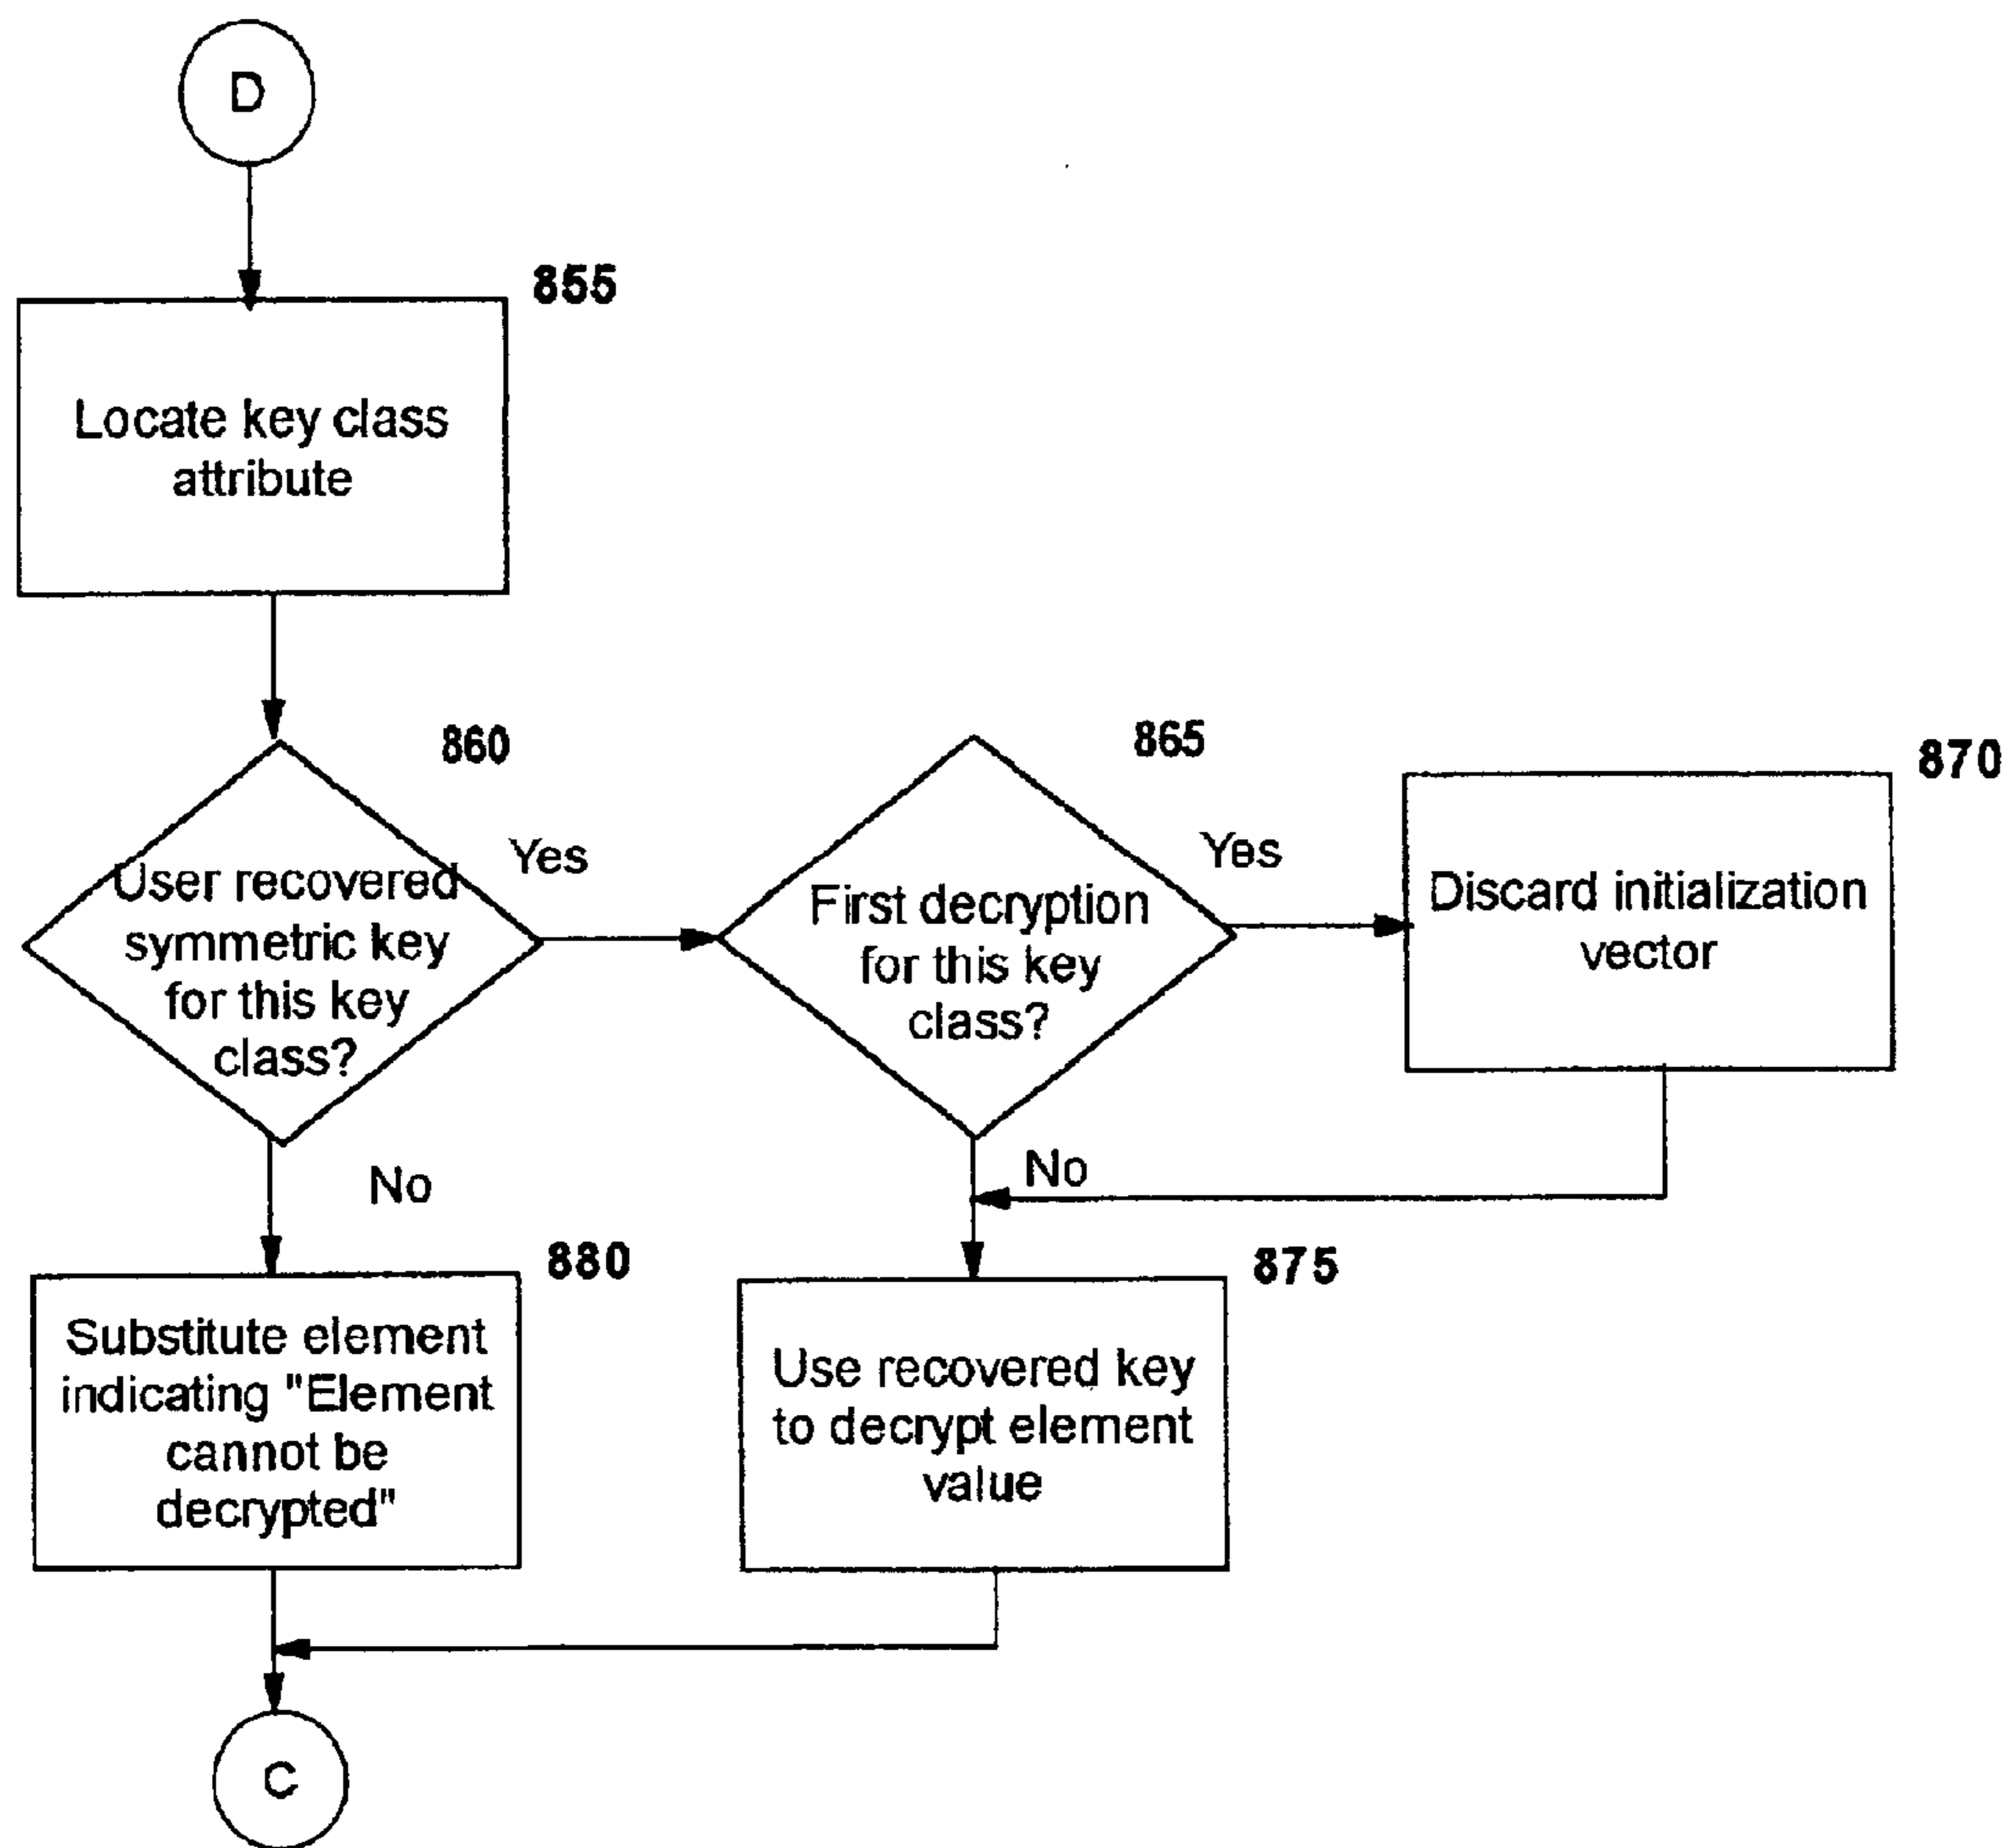 D
855
Locate key class
attribute
860
User recovered
symmetric key
for this key
class?
Yes
865
First decryption
for this key
class?
Yes
870
Discard initialization
vector
No
No
880
Substitute element
indicating "Element
cannot be
decrypted"
875
Use recovered key
to decrypt element
value
C